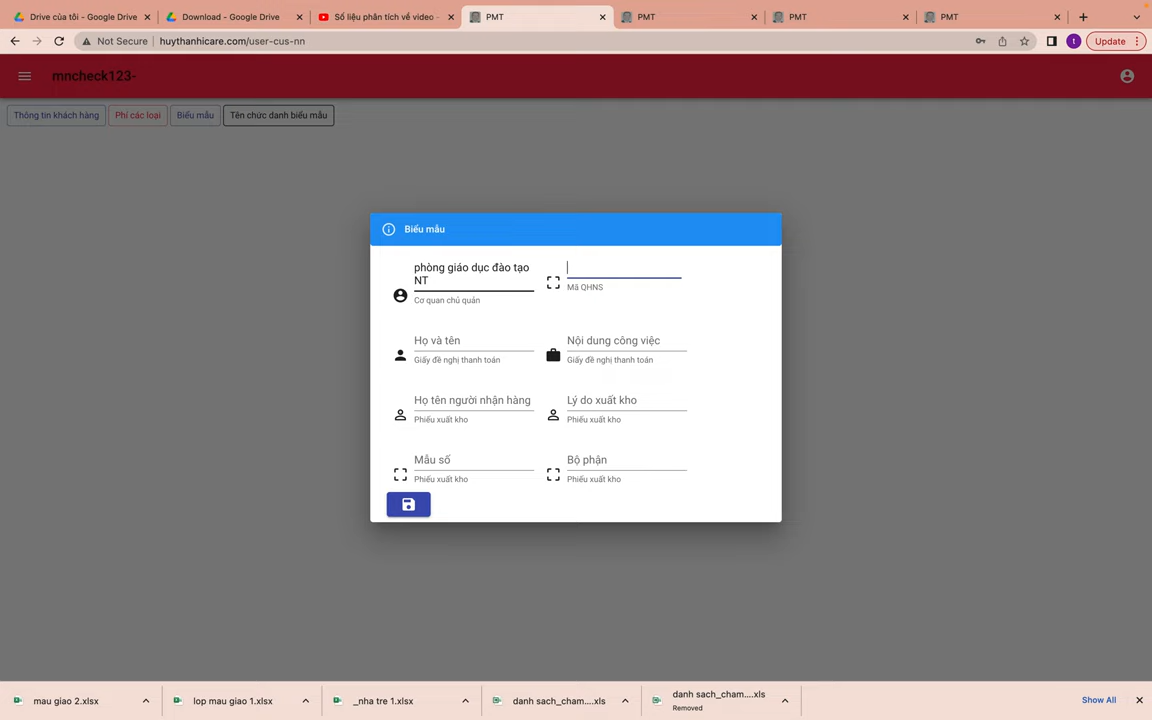 Drive của tôi - Google Drive
Download - Google Drive
Số liệu phân tích về video -
PMT
PMT
PMT
PMT
Not Secure
huythanhicare.com/user-cus-nn
t
Update
mncheck123-
Thông tin khách hàng
Phí các loại
Biểu mẫu
Tên chức danh biểu mẫu
Biểu mẫu
phòng giáo dục đào tạo
NT
Cơ quan chủ quản
Mã QHNS
Họ và tên
Nội dung công việc
Giấy đề nghị thanh toán
Giấy đề nghị thanh toán
Họ tên người nhận hàng
Lý do xuất kho
Phiếu xuất kho
Phiếu xuất kho
Mẫu số
Bộ phận
Phiếu xuất kho
Phiếu xuất kho
mau giao 2.xlsx
lop mau giao 1.xlsx
_nha tre 1.xlsx
danh sach_cham....xls
danh sach_cham....xls
Removed
Show All